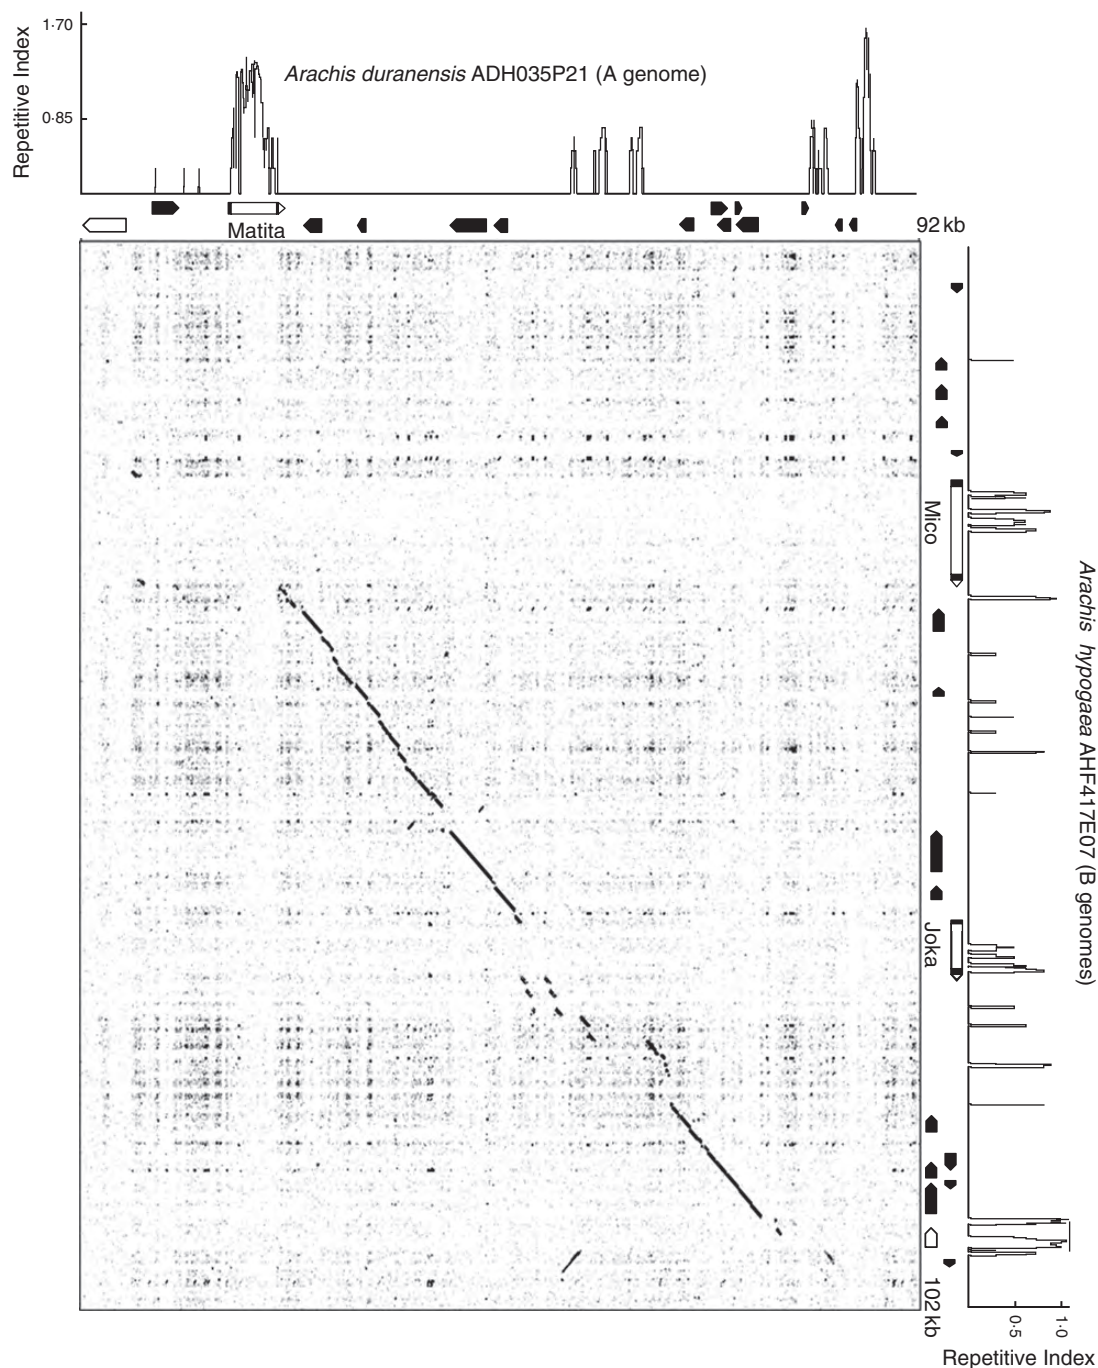 Repetitive Index
1·70
0·85
Arachis duranensis ADH035P21 (A genome)
Matita
92 kb
Mico
Joka
102 kb
Arachis hypogaea AHF417E07 (B genomes)
0·5
1·0
Repetitive Index